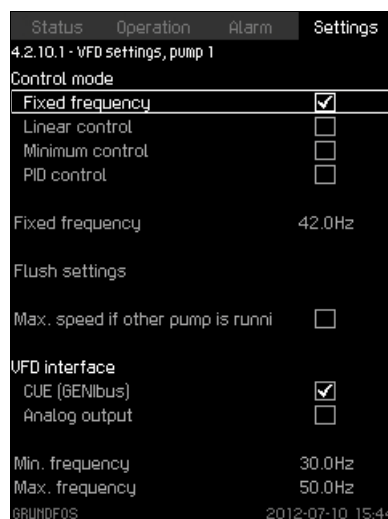 Status Operation Alarm Settings
4.2.10.1 - VFD settings, pump 1
Control mode
Fixed frequency
Linear control
Minimum control
PID control
Fixed frequency 42.0Hz
Flush settings
Max. speed if other pump is runni
VFD interface
CUE (GENIbus)
Analog output
Min. frequency 30.0Hz
Max. frequency 50.0Hz
GRUNDFOS 2012-07-10 15:44